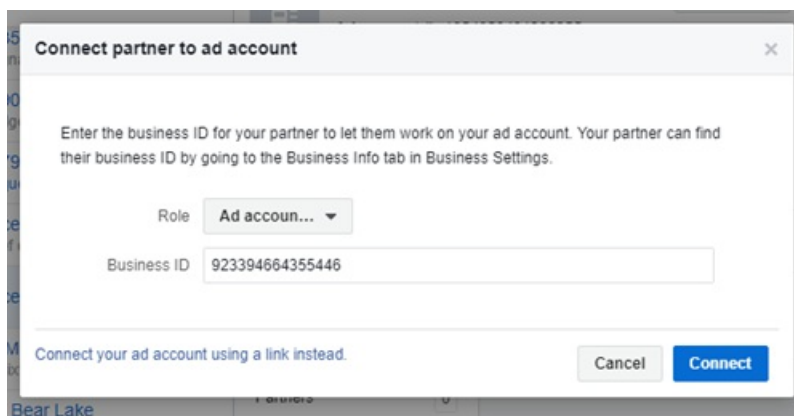 Connect partner to ad account
Enter the business ID for your partner to let them work on your ad account. Your partner can find
their business ID by going to the Business Info tab in Business Settings.
Role
Ad accoun...
Business ID
923394664355446
Connect your ad account using a link instead.
Cancel
Connect
Partners
0
Bear Lake